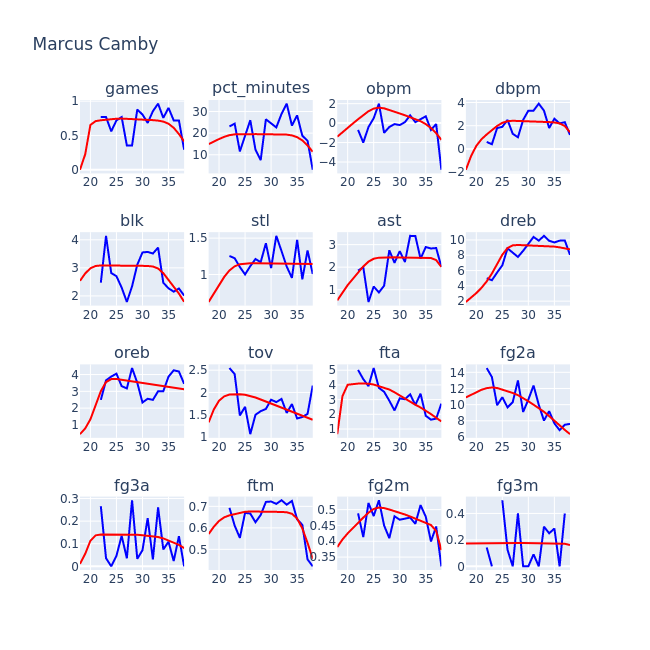 Marcus Camby
games pct_minutes obpm dbpm
1 0.5 0 20 25 30 35
30 20 10 20 25 30 35
2 0 −2 −4 20 25 30 35
4 2 0 −2 20 25 30 35
blk stl ast dreb
4 3 2 20 25 30 35
1.5 1 20 25 30 35
3 2 1 20 25 30 35
10 8 6 4 2 20 25 30 35
oreb tov fta fg2a
4 3 2 1 20 25 30 35
2.5 2 1.5 1 20 25 30 35
5 4 3 2 1 20 25 30 35
14 12 10 8 6 20 25 30 35
fg3a ftm fg2m fg3m
0.3 0.2 0.1 0 20 25 30 35
0.7 0.6 0.5 20 25 30 35
0.5 0.45 0.4 0.35 20 25 30 35
0.4 0.2 0 20 25 30 35